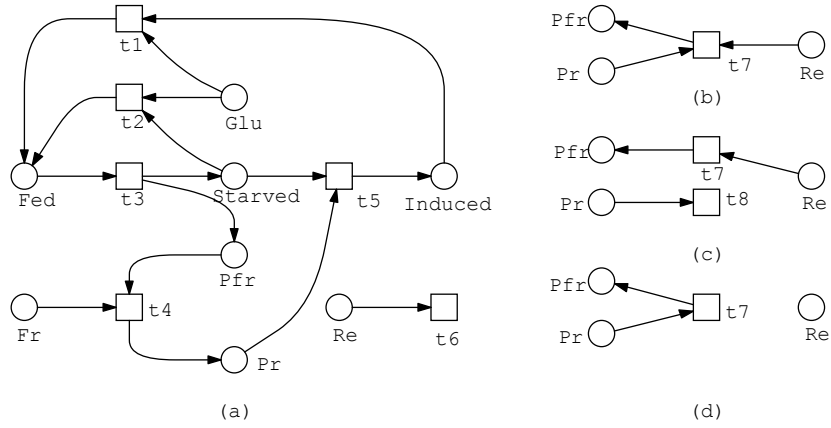 t1
t2
Glu
Fed
t3
Starved
t5
Induced
Pfr
Fr
t4
Pr
Re
t6
(a)
Pfr
Pr
t7
Re
(b)
Pfr
t7
Pr
t8
Re
(c)
Pfr
Pr
t7
Re
(d)